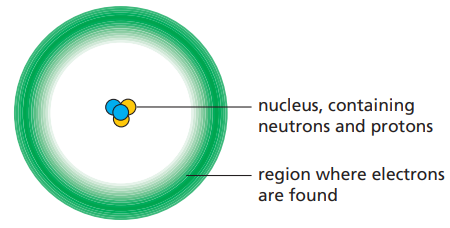 nucleus, containing
neutrons and protons
region where electrons
are found